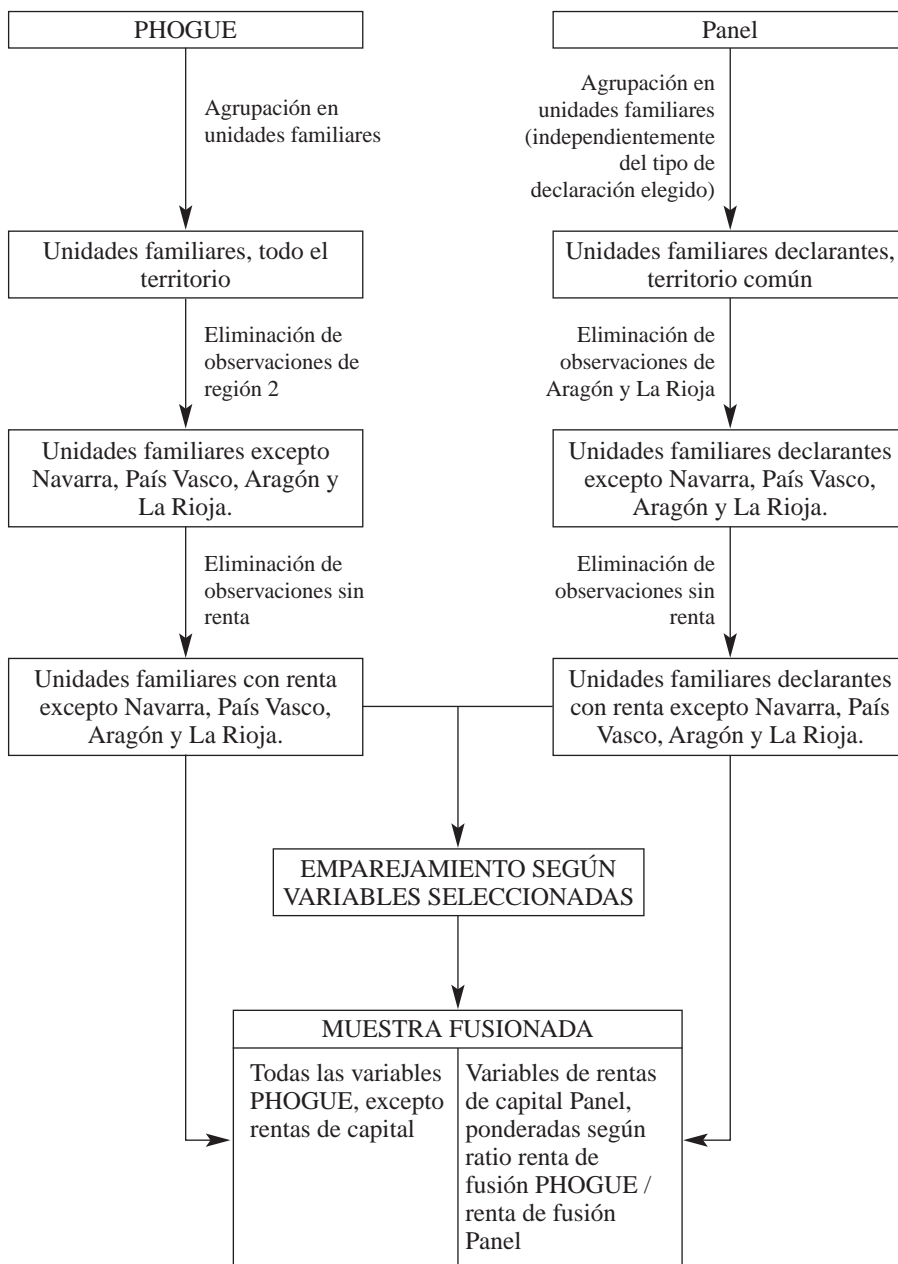 PHOGUE
Panel
Agrupación en
unidades familiares
Agrupación en
unidades familiares
(independientemente
del tipo de
declaración elegido)
Unidades familiares, todo el
territorio
Unidades familiares declarantes,
territorio común
Eliminación de
observaciones de
región 2
Eliminación de
observaciones de
Aragón y La Rioja
Unidades familiares excepto
Navarra, País Vasco, Aragón y
La Rioja.
Unidades familiares declarantes
excepto Navarra, País Vasco,
Aragón y La Rioja.
Eliminación de
observaciones sin
renta
Eliminación de
observaciones sin
renta
Unidades familiares con renta
excepto Navarra, País Vasco,
Aragón y La Rioja.
Unidades familiares declarantes
con renta excepto Navarra, País
Vasco, Aragón y La Rioja.
EMPAREJAMIENTO SEGÚN
VARIABLES SELECCIONADAS
MUESTRA FUSIONADA
Todas las variables
PHOGUE, excepto
rentas de capital
Variables de rentas
de capital Panel,
ponderadas según
ratio renta de
fusión PHOGUE /
renta de fusión
Panel